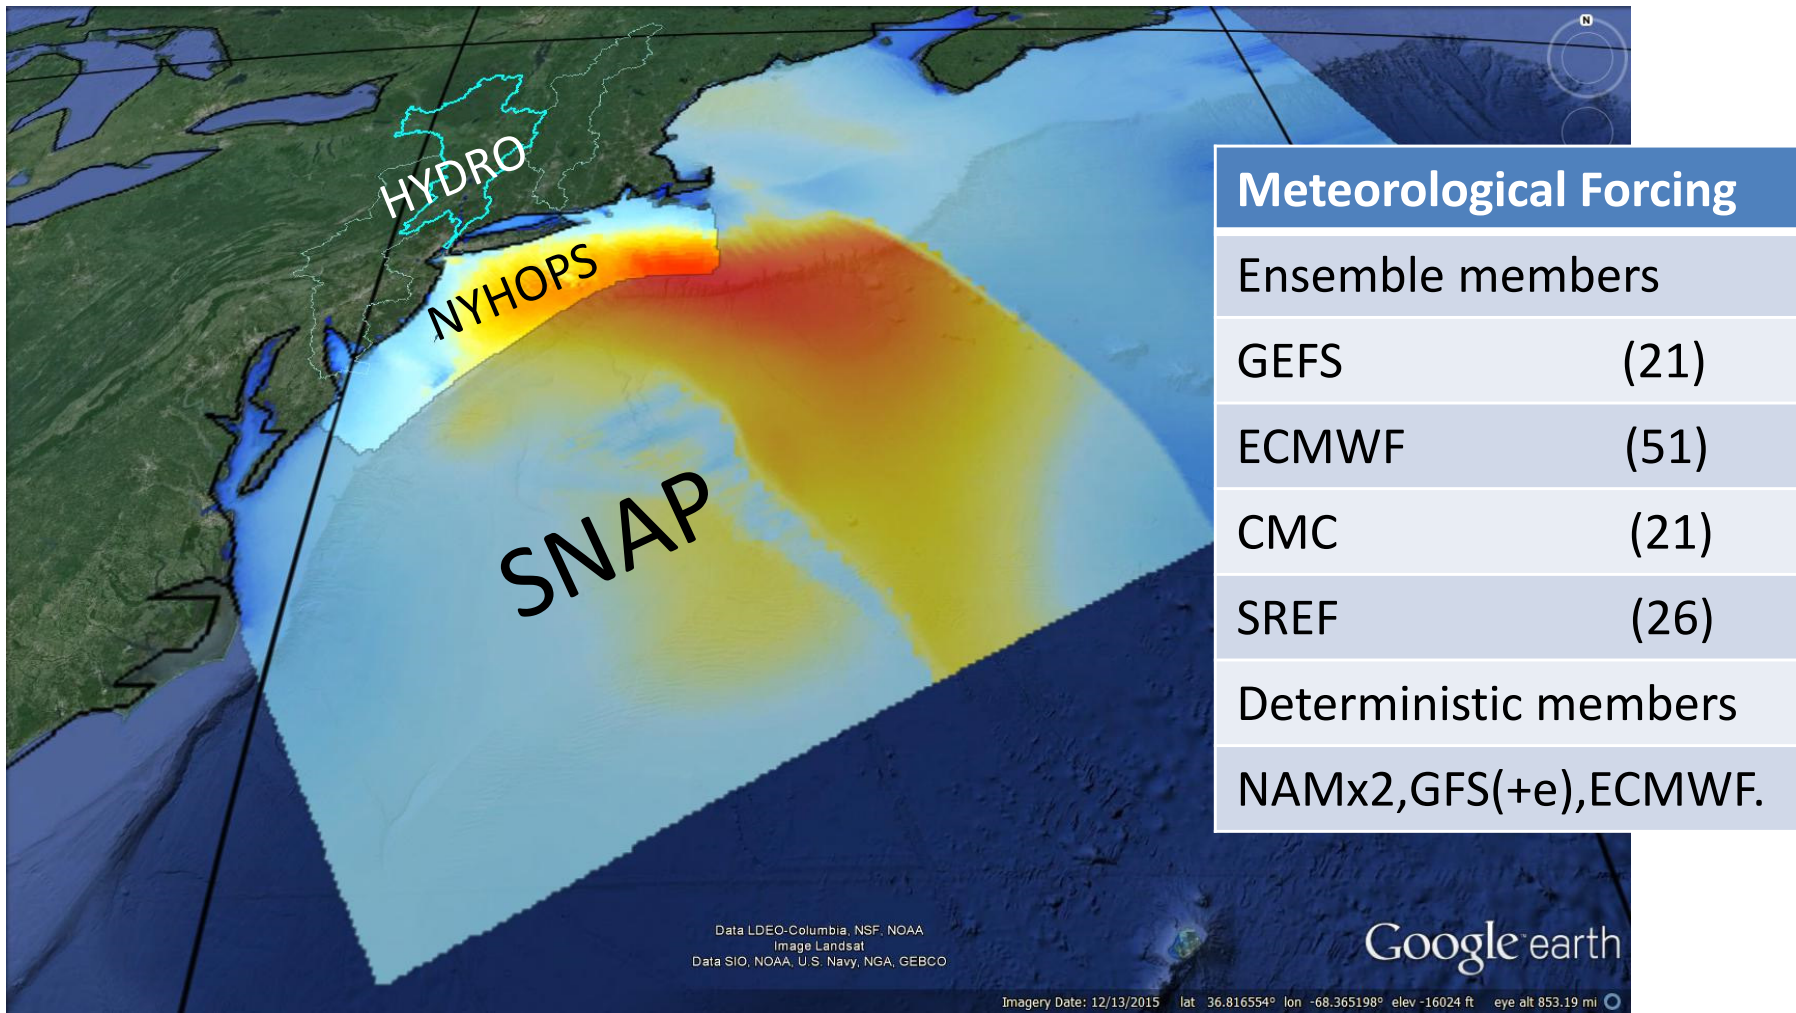 N
HYDRO
NYHOPS
SNAP
Meteorological Forcing
Ensemble members
GEFS (21)
ECMWF (51)
CMC (21)
SREF (26)
Deterministic members
NAMx2,GFS(+e),ECMWF.
Data LDEO-Columbia, NSF, NOAA
Image Landsat
Data SIO, NOAA, U.S. Navy, NGA, GEBCO
Google earth
Imagery Date: 12/13/2015 lat 36.816554° lon -68.365198° elev -16024 ft eye alt 853.19 mi